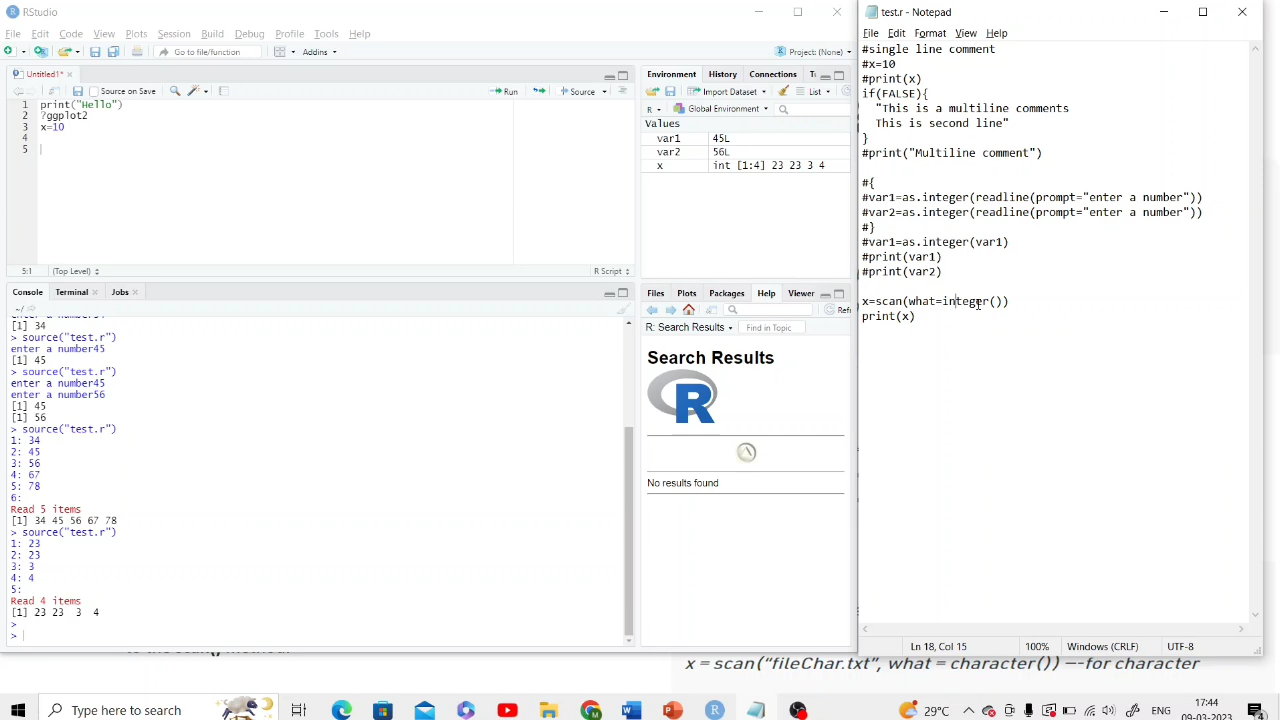 RStudio
File Edit Code View Plots Session Build Debug Profile Tools Help
Go to file/function
Addins
Project: (None)
Untitled1*
Source on Save
Run
Source
1 print("Hello")
2 ?ggplot2
3 x=10
4
5
5:1 (Top Level) R Script
Console Terminal Jobs
~/
[1] 34
> source("test.r")
enter a number45
[1] 45
> source("test.r")
enter a number45
enter a number56
[1] 45
[1] 56
> source("test.r")
1: 34
2: 45
3: 56
4: 67
5: 78
6:
Read 5 items
[1] 34 45 56 67 78
> source("test.r")
1: 23
2: 23
3: 3
4: 4
5:
Read 4 items
[1] 23 23  3  4
>
>
Environment History Connections
Import Dataset List
R Global Environment
Values
var1 45L
var2 56L
x int [1:4] 23 23 3 4
Files Plots Packages Help Viewer
Refr
R: Search Results Find in Topic
Search Results
R
No results found
test.r - Notepad
File Edit Format View Help
#single line comment
#x=10
#print(x)
if(FALSE){
"This is a multiline comments
This is second line"
}
#print("Multiline comment")
#{
#var1=as.integer(readline(prompt="enter a number"))
#var2=as.integer(readline(prompt="enter a number"))
#}
#var1=as.integer(var1)
#print(var1)
#print(var2)
x=scan(what=integer())
print(x)
Ln 18, Col 15 100% Windows (CRLF) UTF-8
x = scan("fileChar.txt", what = character()) —-for character
Type here to search
29°C
ENG
17:44
09-03-2023